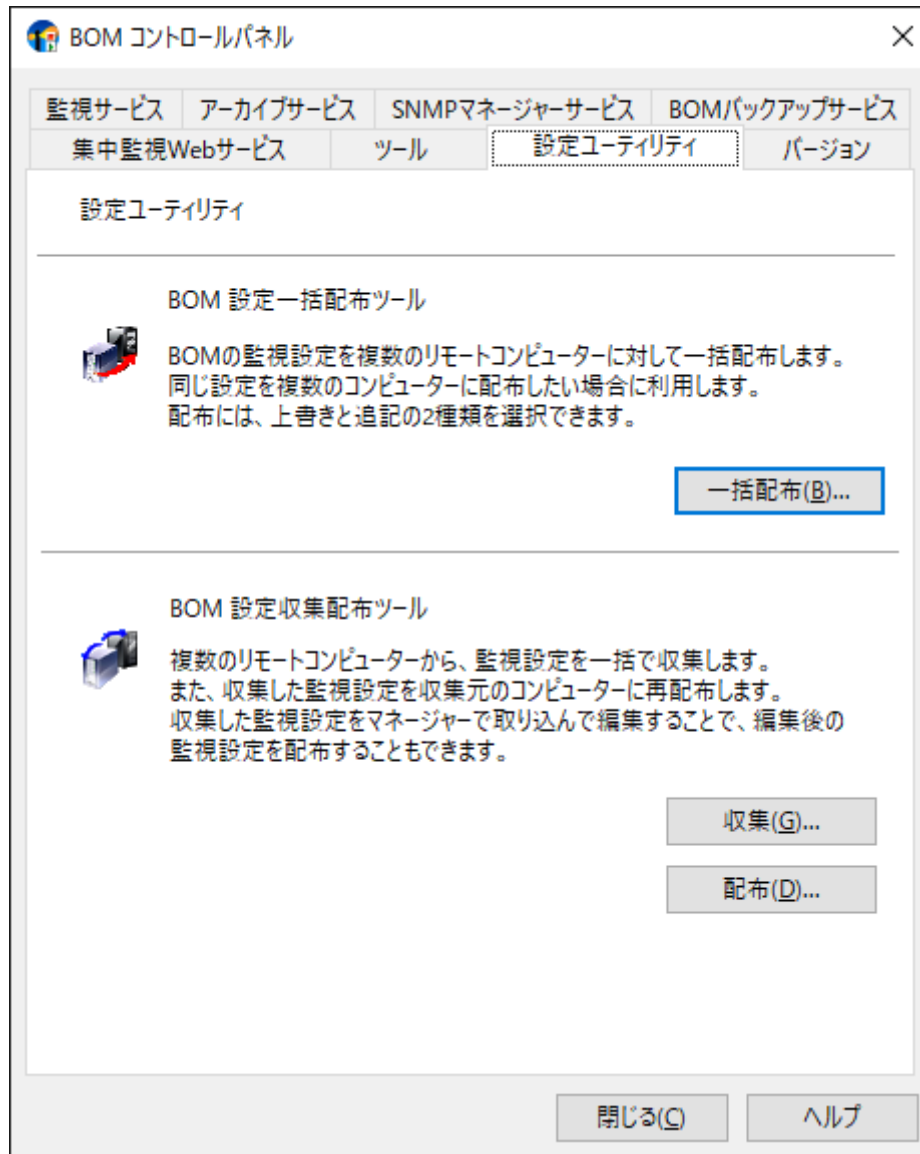 BOM コントロールパネル
監視サービス アーカイブサービス SNMPマネージャーサービス BOMバックアップサービス
集中監視Webサービス ツール 設定ユーティリティ バージョン
設定ユーティリティ
BOM 設定一括配布ツール
BOMの監視設定を複数のリモートコンピューターに対して一括配布します。
同じ設定を複数のコンピューターに配布したい場合に利用します。
配布には、上書きと追記の2種類を選択できます。
一括配布(B)...
BOM 設定収集配布ツール
複数のリモートコンピューターから、監視設定を一括で収集します。
また、収集した監視設定を収集元のコンピューターに再配布します。
収集した監視設定をマネージャーで取り込んで編集することで、編集後の
監視設定を配布することもできます。
収集(G)...
配布(D)...
閉じる(C) ヘルプ